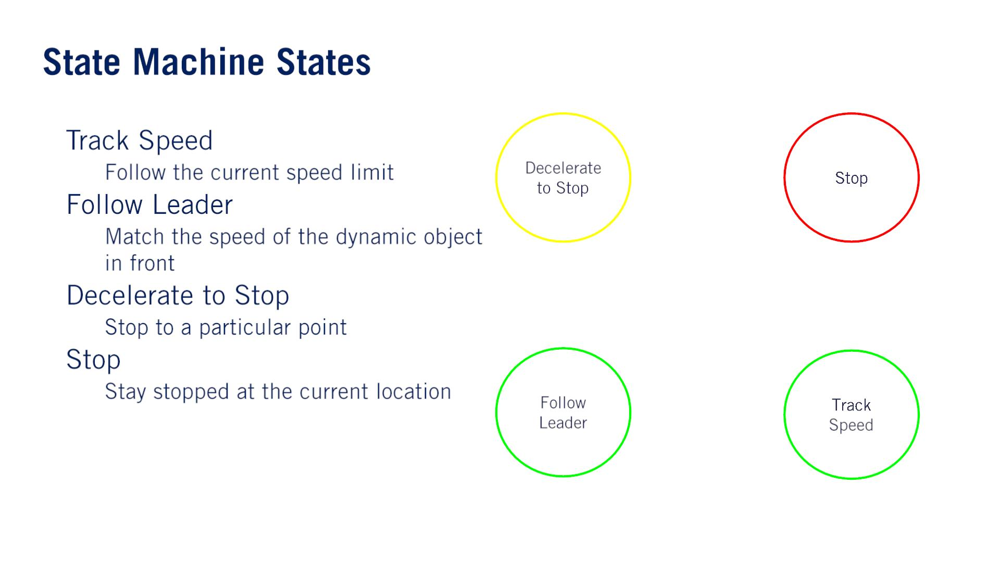 State Machine States
Track Speed
Follow the current speed limit
Follow Leader
Match the speed of the dynamic object
in front
Decelerate to Stop
Stop to a particular point
Stop
Stay stopped at the current location
Decelerate
to Stop
Stop
Follow
Leader
Track
Speed